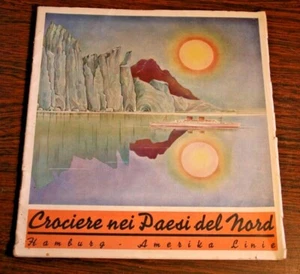 Crociere nei Paesi del Nord
Hamburg - Amerika Linie